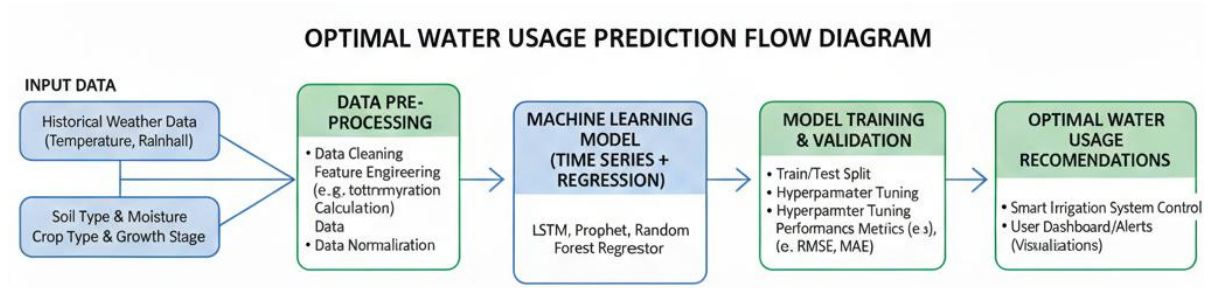 OPTIMAL WATER USAGE PREDICTION FLOW DIAGRAM
INPUT DATA
Historical Weather Data
(Temperature, Rainhall)
Soil Type & Moisture
Crop Type & Growth Stage
DATA PRE-
PROCESSING
• Data Cleaning
Feature Engineering
(e.g. tottrmmyration
Calculation)
Data
• Data Normaliration
MACHINE LEARNING
MODEL
(TIME SERIES +
REGRESSION)
LSTM, Prophet, Random
Forest Regrestor
MODEL TRAINING
& VALIDATION
• Train/Test Split
• Hyperpamater Tuning
• Hyperparmter Tuning
Performancs Metriis (e s),
(e. RMSE, MAE)
OPTIMAL WATER
USAGE
RECOMENDATIONS
• Smart Irrigation System Control
• User Dashboard/Alerts
(Visualizations)